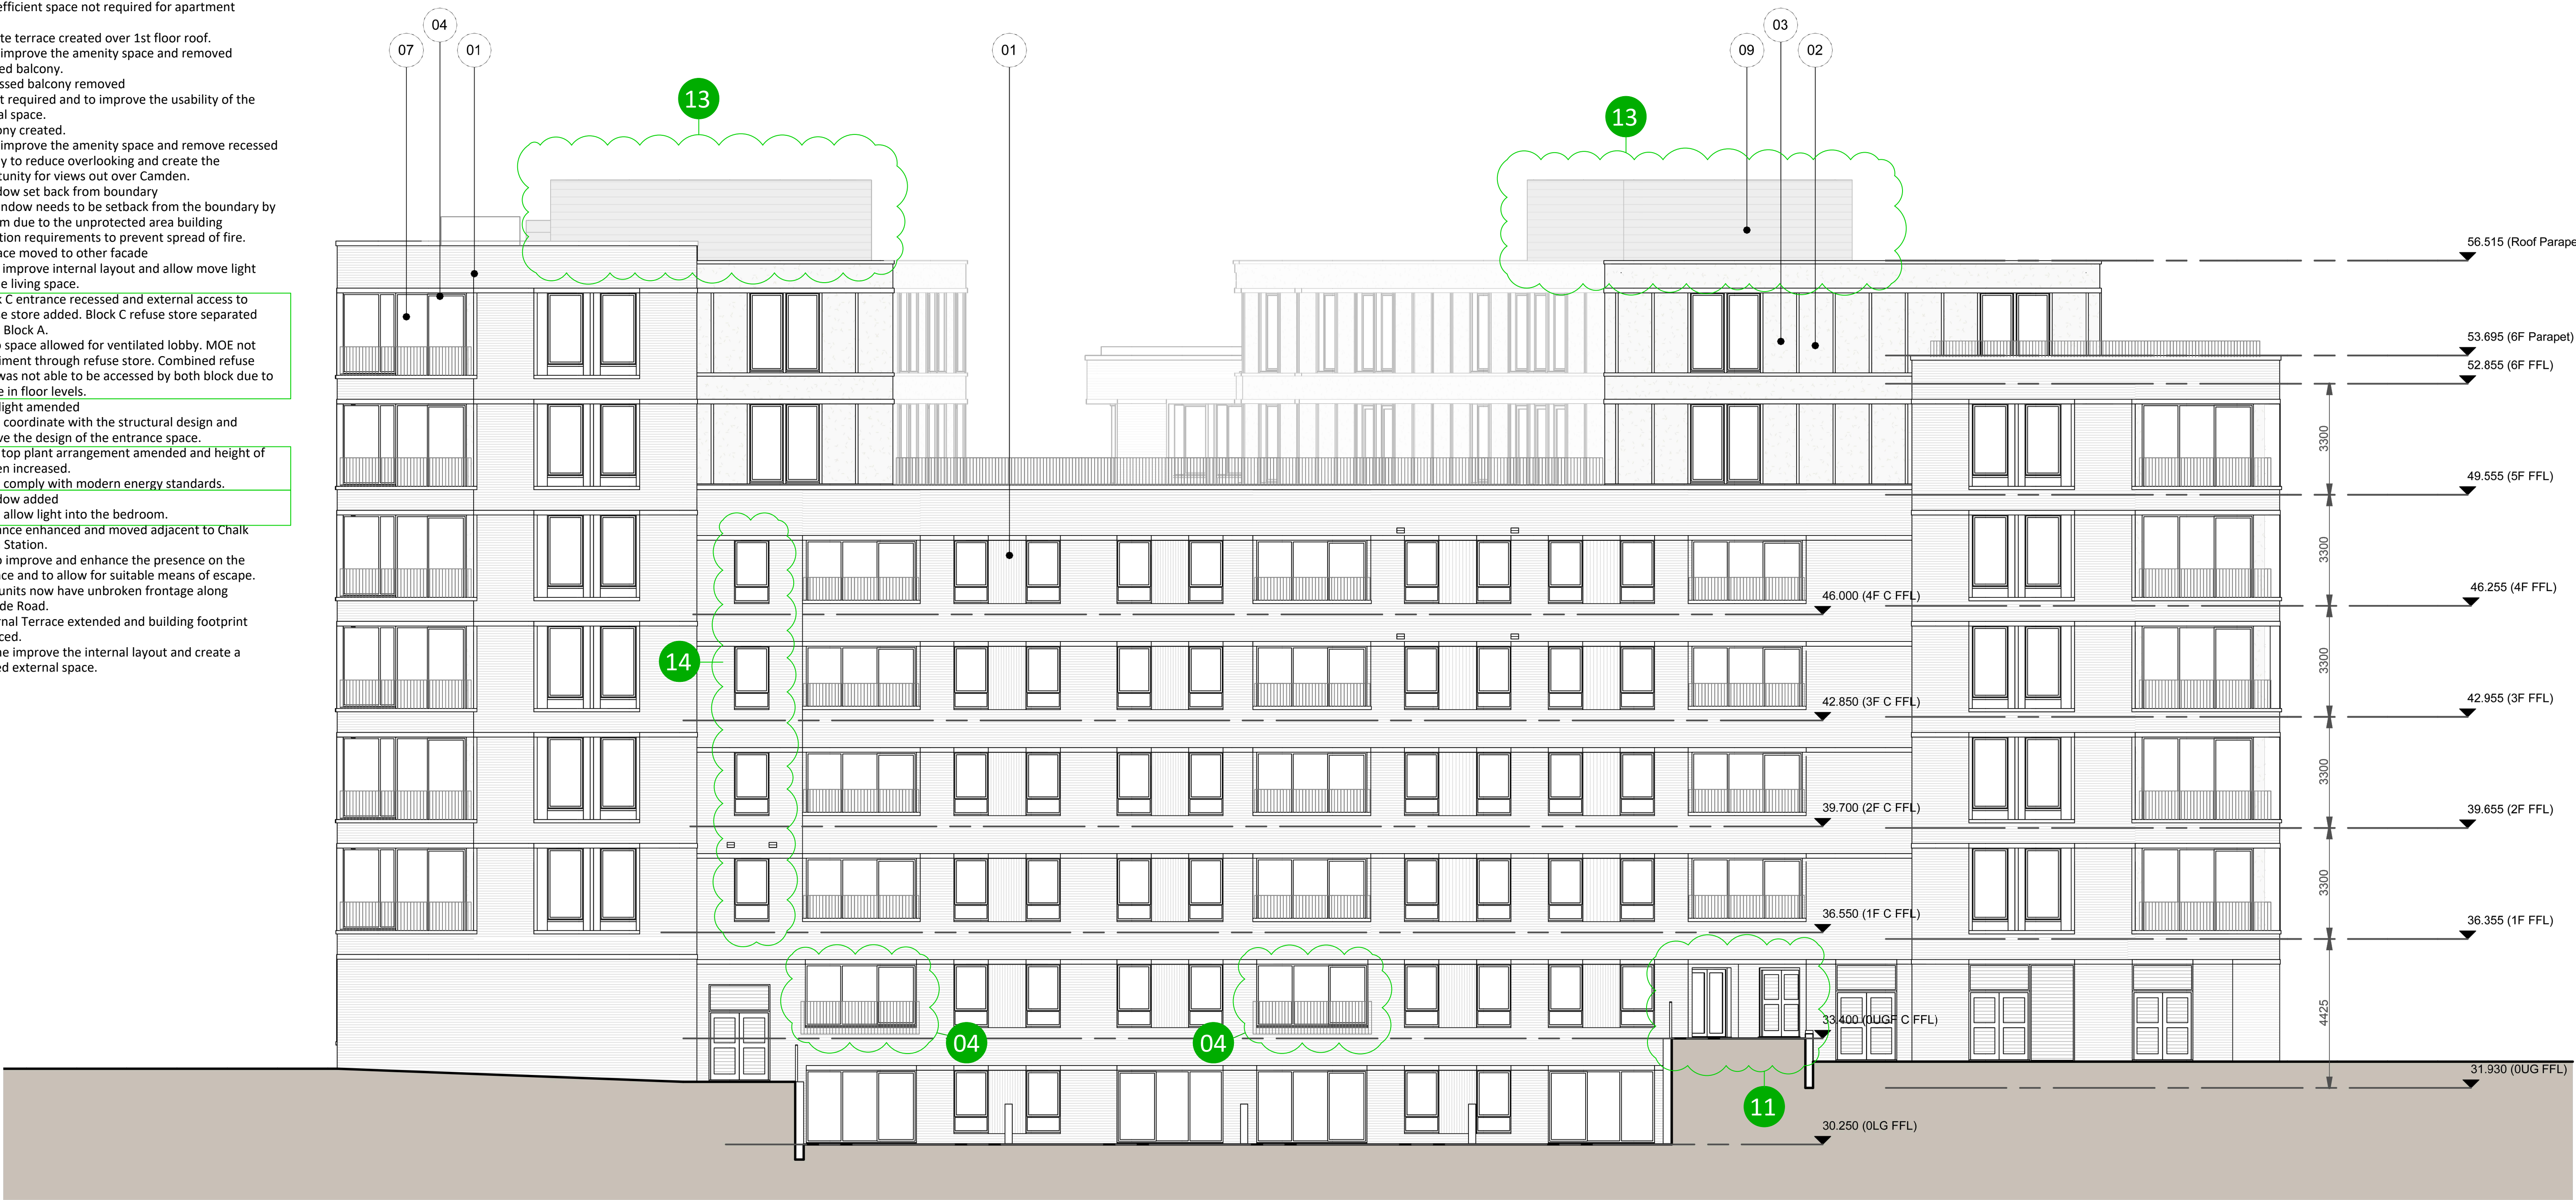 efficient space not required for apartment
te terrace created over 1st floor roof.
improve the amenity space and removed
ed balcony.
ssed balcony removed
t required and to improve the usability of the
al space.
ony created.
improve the amenity space and remove recessed
y to reduce overlooking and create the
tunity for views out over Camden.
dow set back from boundary
indow needs to be setback from the boundary by
m due to the unprotected area building
tion requirements to prevent spread of fire.
ace moved to other facade
improve internal layout and allow move light
e living space.
k C entrance recessed and external access to
e store added. Block C refuse store separated
Block A.
o space allowed for ventilated lobby. MOE not
iment through refuse store. Combined refuse
was not able to be accessed by both block due to
e in floor levels.
light amended
coordinate with the structural design and
ve the design of the entrance space.
top plant arrangement amended and height of
en increased.
comply with modern energy standards.
dow added
allow light into the bedroom.
ance enhanced and moved adjacent to Chalk
Station.
o improve and enhance the presence on the
ace and to allow for suitable means of escape.
units now have unbroken frontage along
de Road.
rnal Terrace extended and building footprint
ced.
ne improve the internal layout and create a
ed external space.
07
04
01
01
03
09
02
13
13
14
04
04
11
56.515 (Roof Parape
53.695 (6F Parapet)
52.855 (6F FFL)
3300
49.555 (5F FFL)
3300
46.255 (4F FFL)
3300
42.955 (3F FFL)
3300
39.655 (2F FFL)
3300
36.355 (1F FFL)
4425
31.930 (0UG FFL)
46.000 (4F C FFL)
42.850 (3F C FFL)
39.700 (2F C FFL)
36.550 (1F C FFL)
33.400 (0UGF C FFL)
30.250 (0LG FFL)